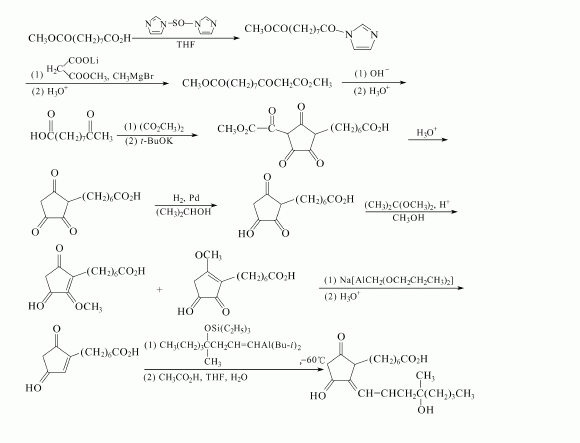 CH₃OCO(CH₂)₇CO₂H N N—SO—N N THF CH₃OCO(CH₂)₇CO—N N
(1) H₂C COOLi COOCH₃, CH₃MgBr (2) H₃O⁺ CH₃OCO(CH₂)₇COCH₂CO₂CH₃ (1) OH⁻ (2) H₃O⁺
O O HOC(CH₂)₇CCH₃ (1) (CO₂CH₃)₂ (2) t-BuOK CH₃O₂C—C O O (CH₂)₆CO₂H O O H₃O⁺
O (CH₂)₆CO₂H O O H₂, Pd (CH₃)₂CHOH O (CH₂)₆CO₂H HO O (CH₃)₂C(OCH₃)₂, H⁺ CH₃OH
O (CH₂)₆CO₂H HO OCH₃ + OCH₃ (CH₂)₆CO₂H HO O (1) Na[AlCH₂(OCH₂CH₂CH₃)₂] (2) H₃O⁺
O (CH₂)₆CO₂H HO (1) CH₃(CH₂)₃CCH₂CH=CHAl(Bu-i)₂ OSi(C₂H₅)₃ CH₃ , −60℃ (2) CH₃CO₂H, THF, H₂O O (CH₂)₆CO₂H HO CH—CHCH₂C(CH₂)₃CH₃ CH₃ OH